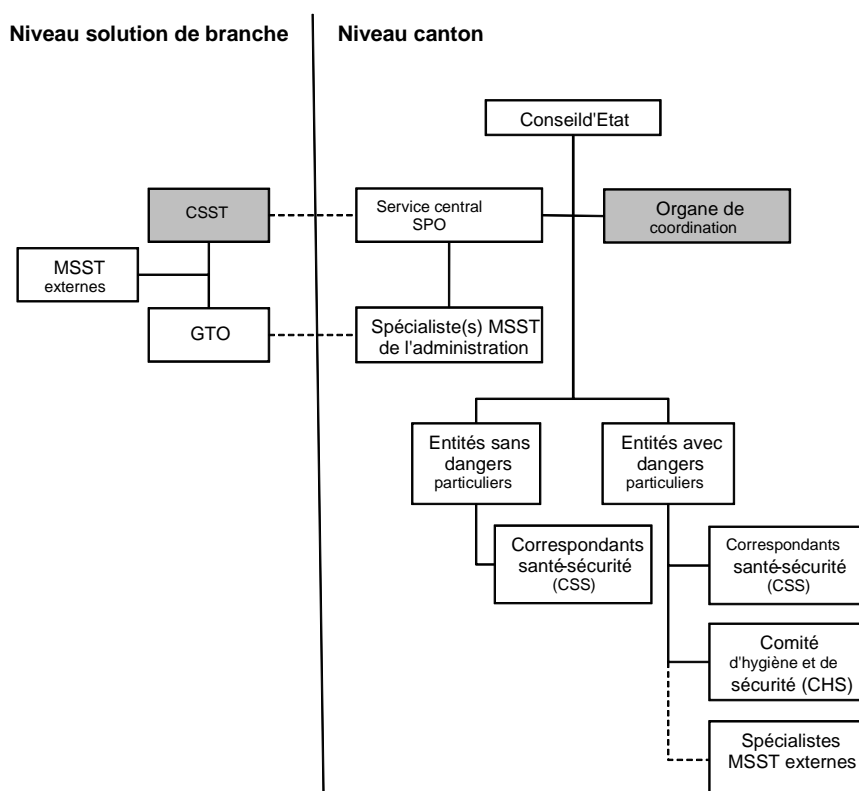 Niveau solution de branche
Niveau canton
Conseild'Etat
CSST
Service central
SPO
Organe de
coordination
MSST
externes
GTO
Spécialiste(s) MSST
de l'administration
Entités sans
dangers
particuliers
Entités avec
dangers
particuliers
Correspondants
santé-sécurité
(CSS)
Correspondants
santé-sécurité
(CSS)
Comité
d'hygiène et de
sécurité (CHS)
Spécialistes
MSST externes